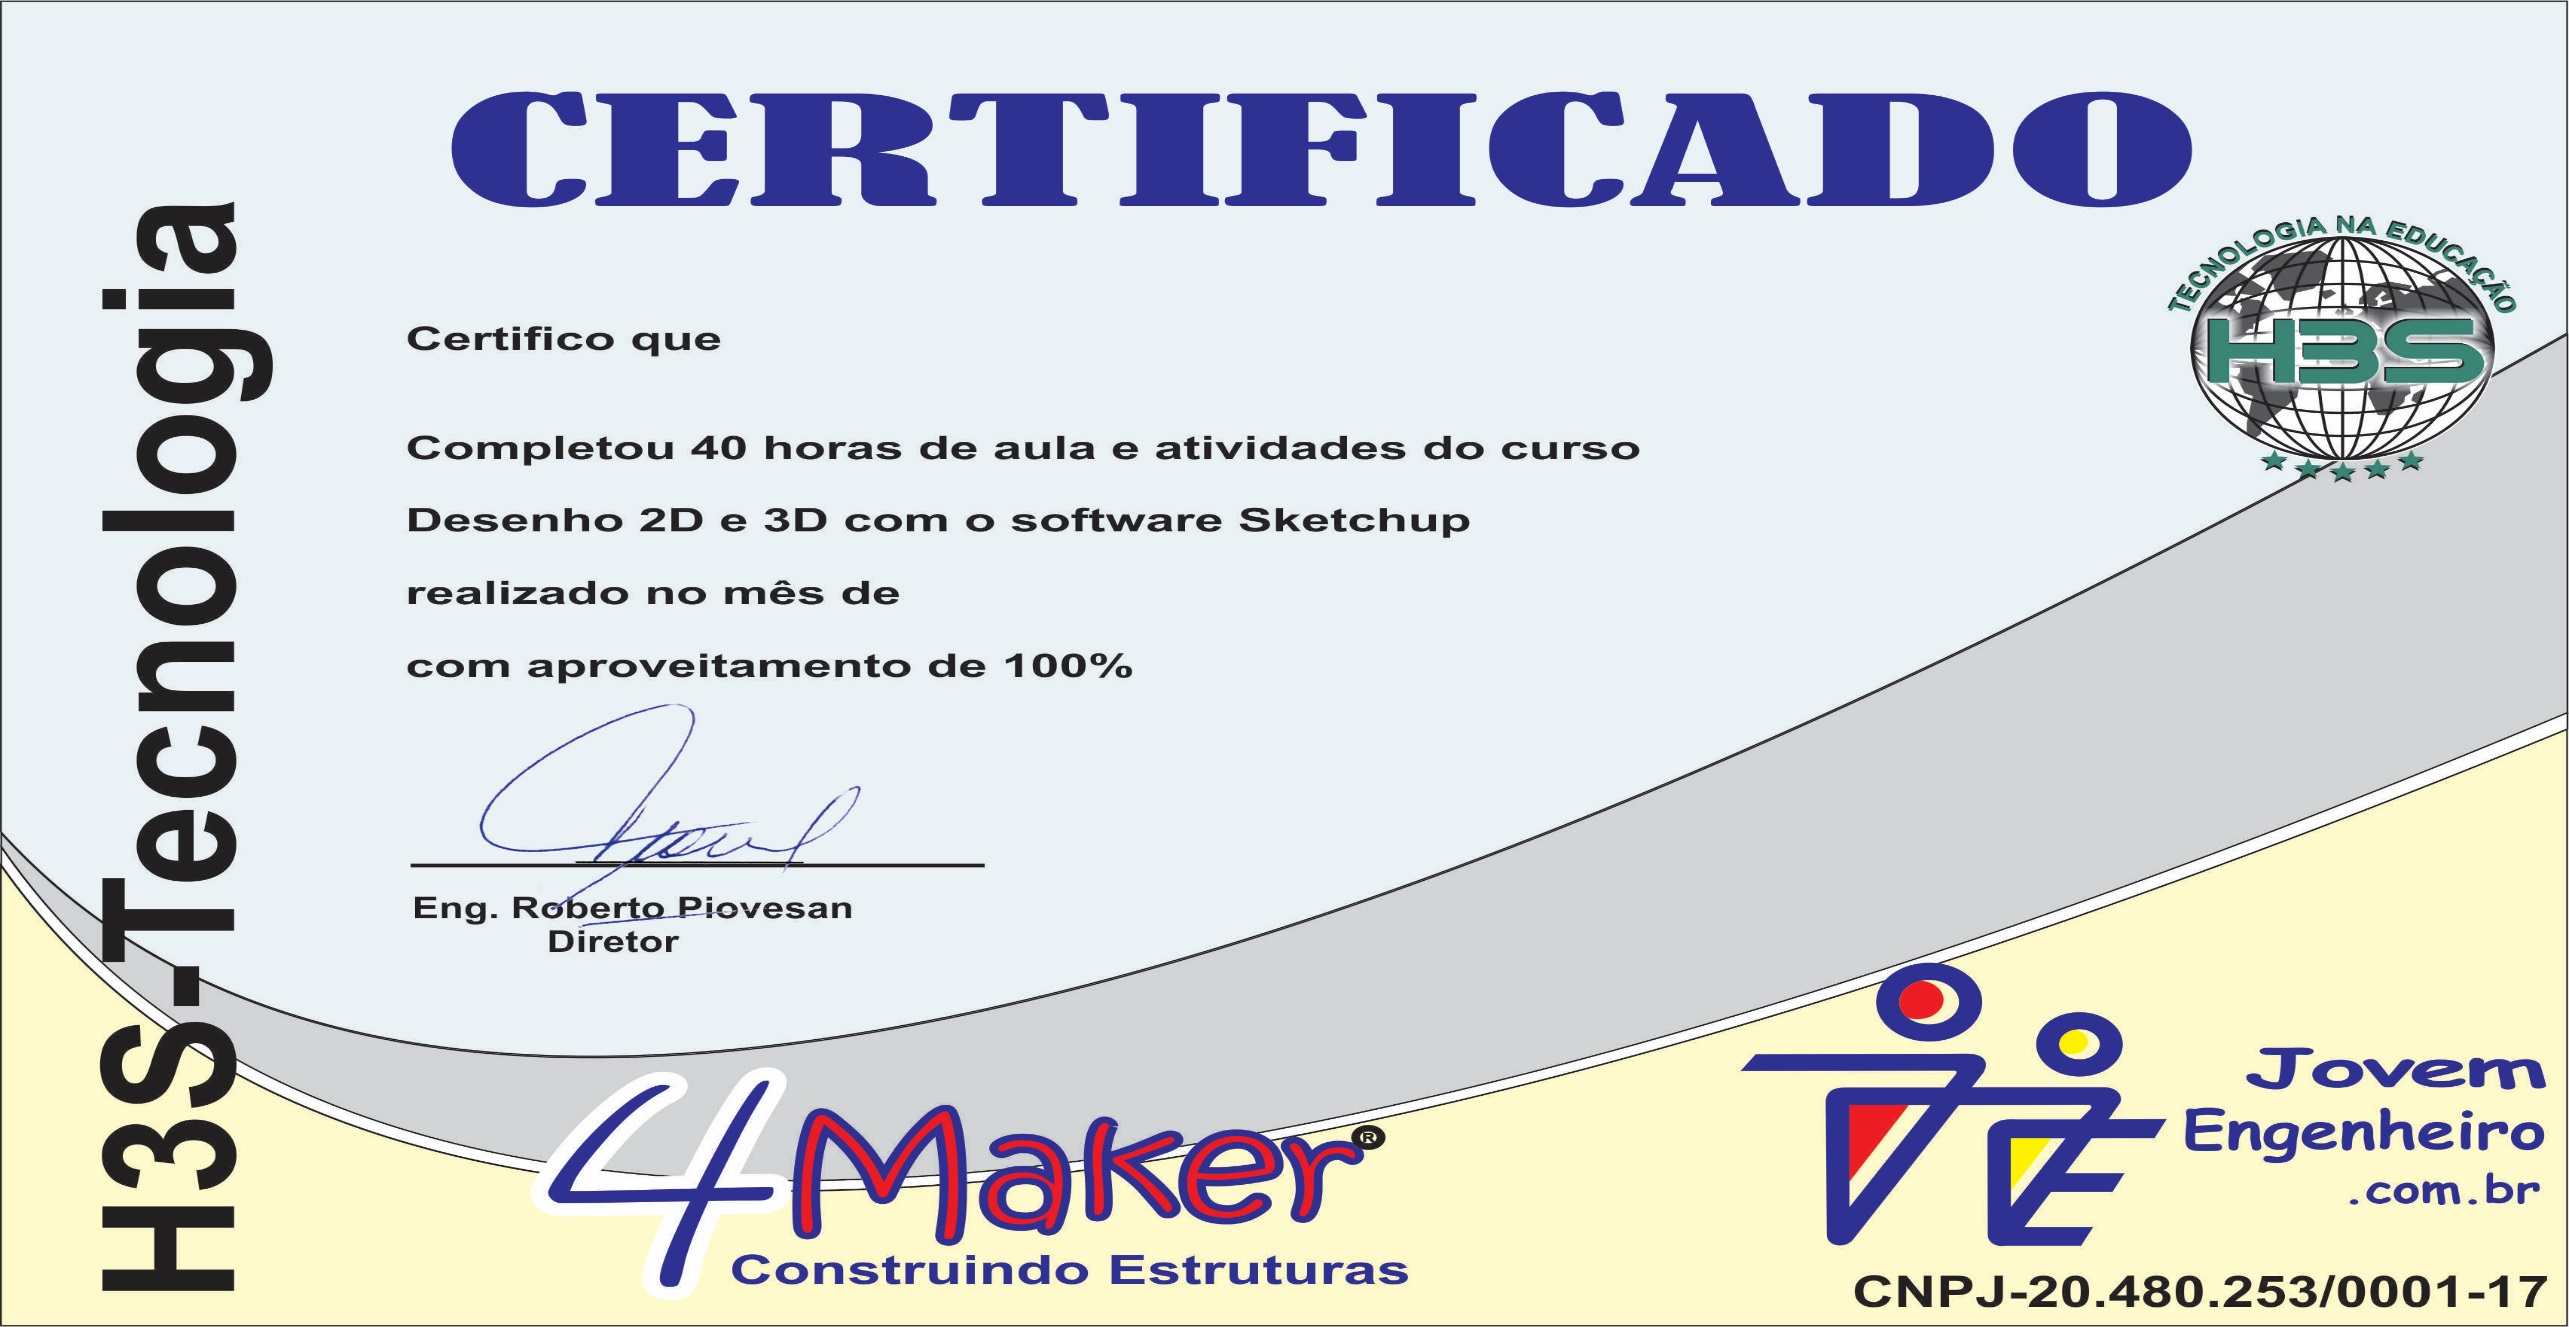 CERTIFICADO
H3S-Tecnologia
TECNOLOGIA NA EDUCAÇÃO
H3S
Certifico que
Completou 40 horas de aula e atividades do curso
Desenho 2D e 3D com o software Sketchup
realizado no mês de
com aproveitamento de 100%
Eng. Roberto Piovesan
Diretor
4Maker®
Construindo Estruturas
JE
Jovem
Engenheiro
.com.br
CNPJ-20.480.253/0001-17